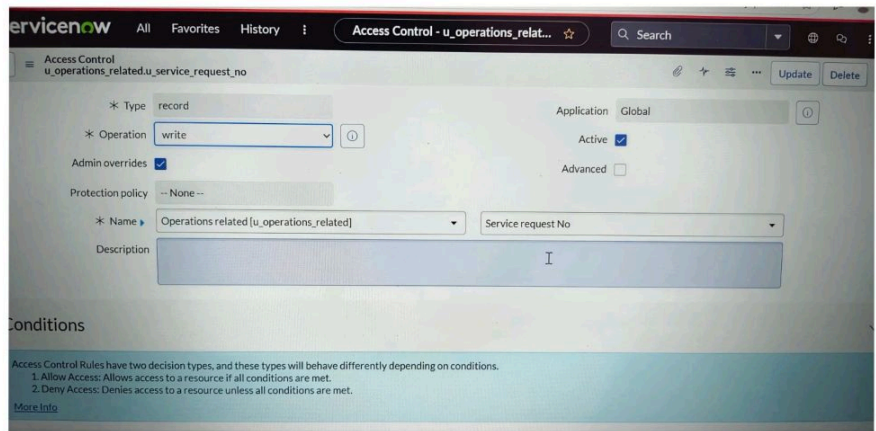 ervicenow All Favorites History Access Control - u_operations_relat... Search
Access Control
u_operations_related.u_service_request_no
Update Delete
* Type record
Application Global
* Operation write
Active
Admin overrides
Advanced
Protection policy -- None --
* Name Operations related [u_operations_related] Service request No
Description
Conditions
Access Control Rules have two decision types, and these types will behave differently depending on conditions.
1. Allow Access: Allows access to a resource if all conditions are met.
2. Deny Access: Denies access to a resource unless all conditions are met.
More Info